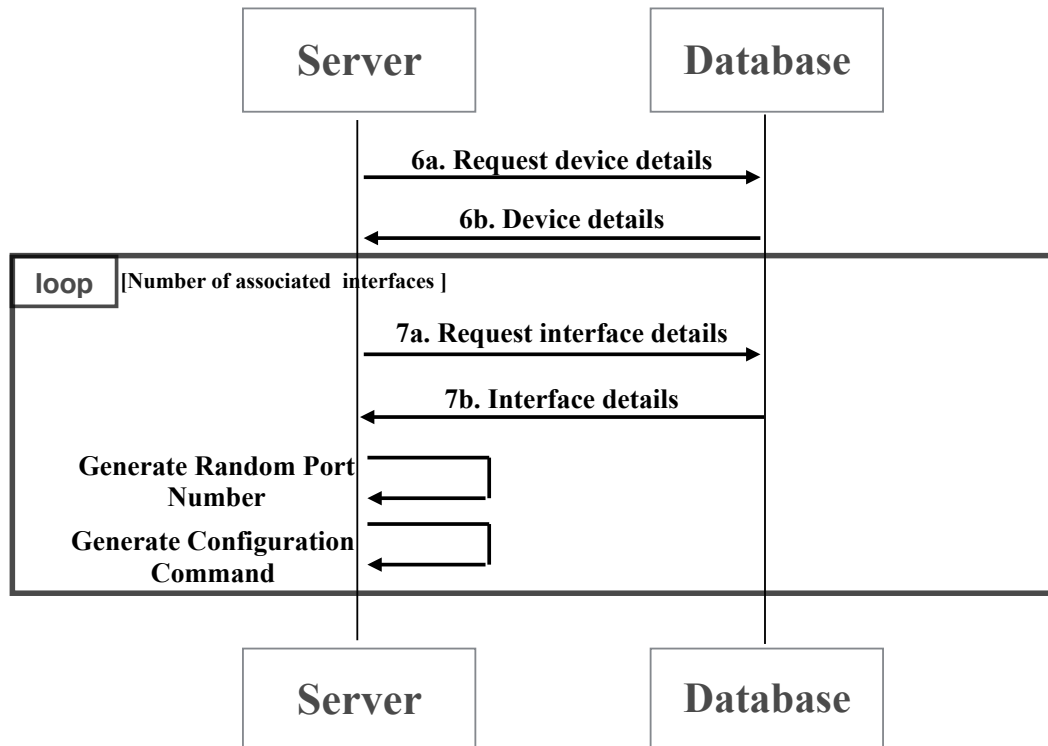 Server
Database
6a. Request device details
6b. Device details
loop
[Number of associated interfaces ]
7a. Request interface details
7b. Interface details
Generate Random Port
Number
Generate Configuration
Command
Server
Database